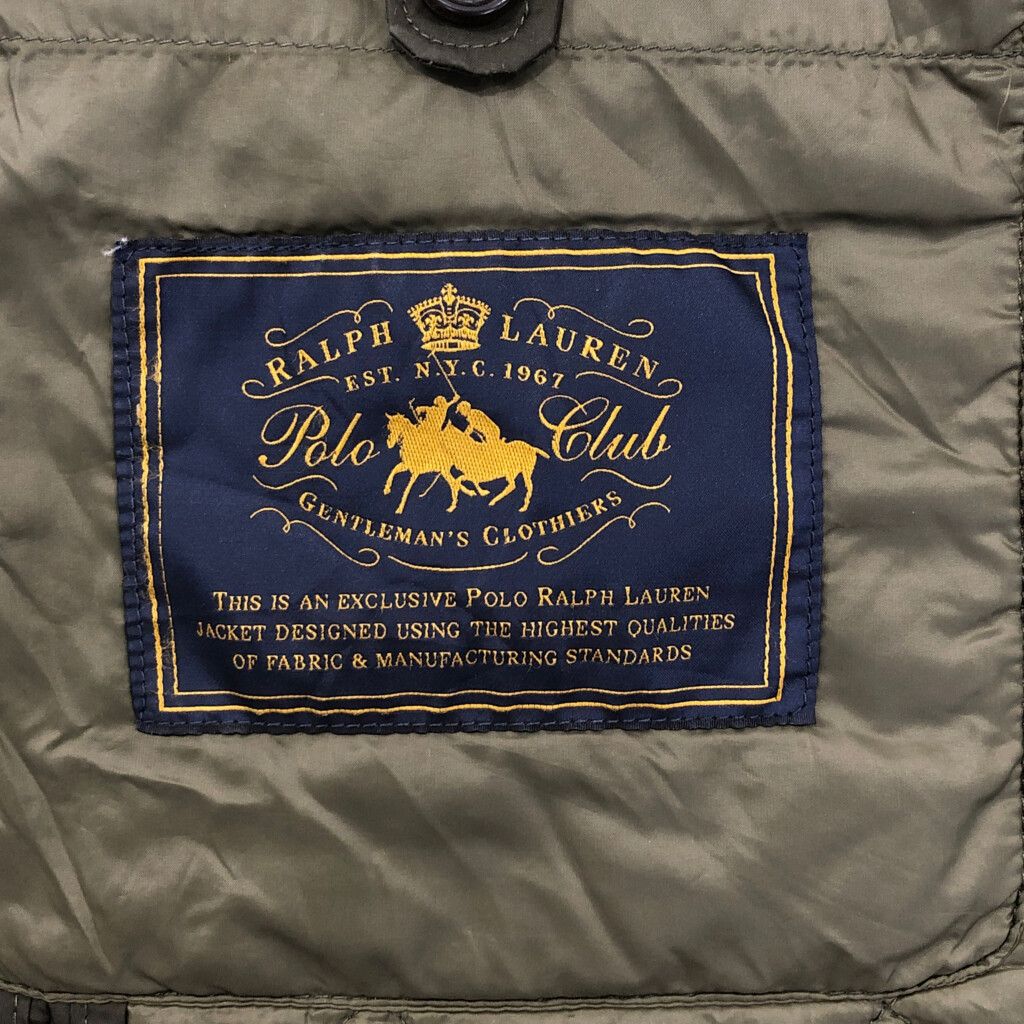 RALPH LAUREN
EST. N.Y.C. 1967
Polo Club
GENTLEMAN'S CLOTHIERS
THIS IS AN EXCLUSIVE POLO RALPH LAUREN
JACKET DESIGNED USING THE HIGHEST QUALITIES
OF FABRIC & MANUFACTURING STANDARDS